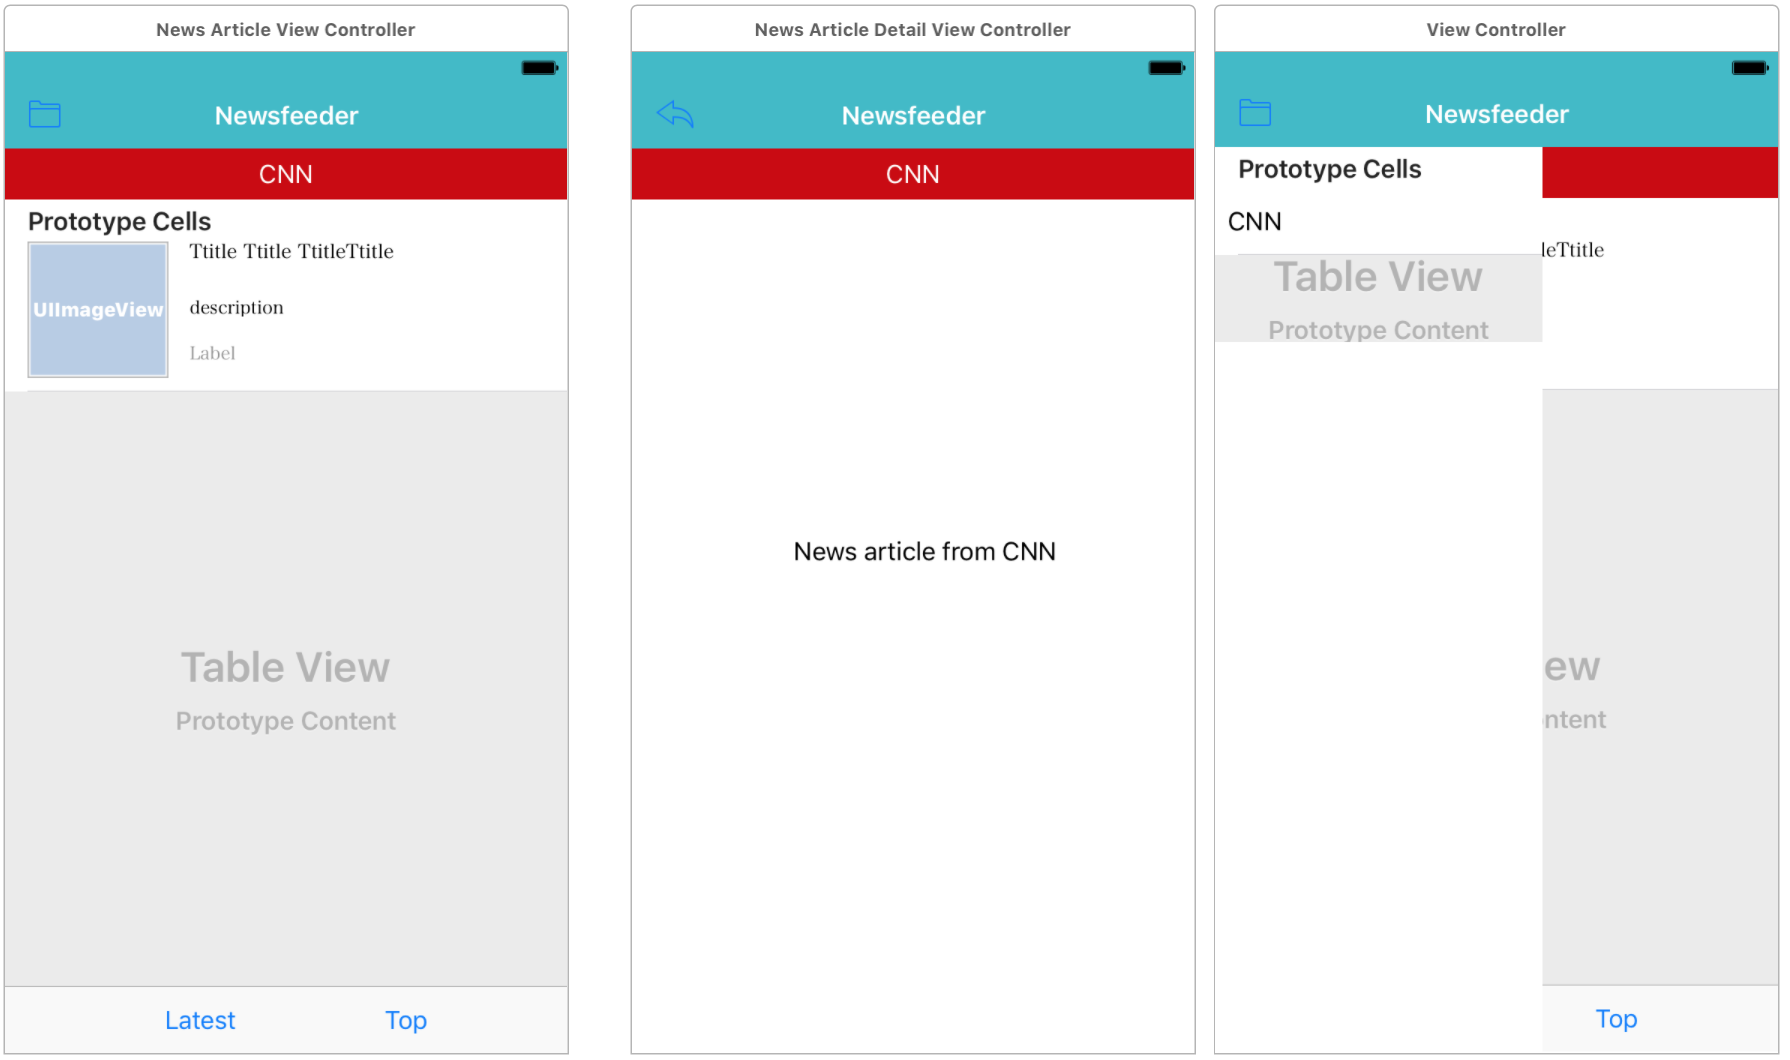 News Article View Controller
Newsfeeder
CNN
Prototype Cells
Ttitle Ttitle TtitleTtitle
UIImageView
description
Label
Table View
Prototype Content
Latest
Top
News Article Detail View Controller
Newsfeeder
CNN
News article from CNN
View Controller
Newsfeeder
Prototype Cells
CNN
leTtitle
Table View
Prototype Content
ew
ntent
Top